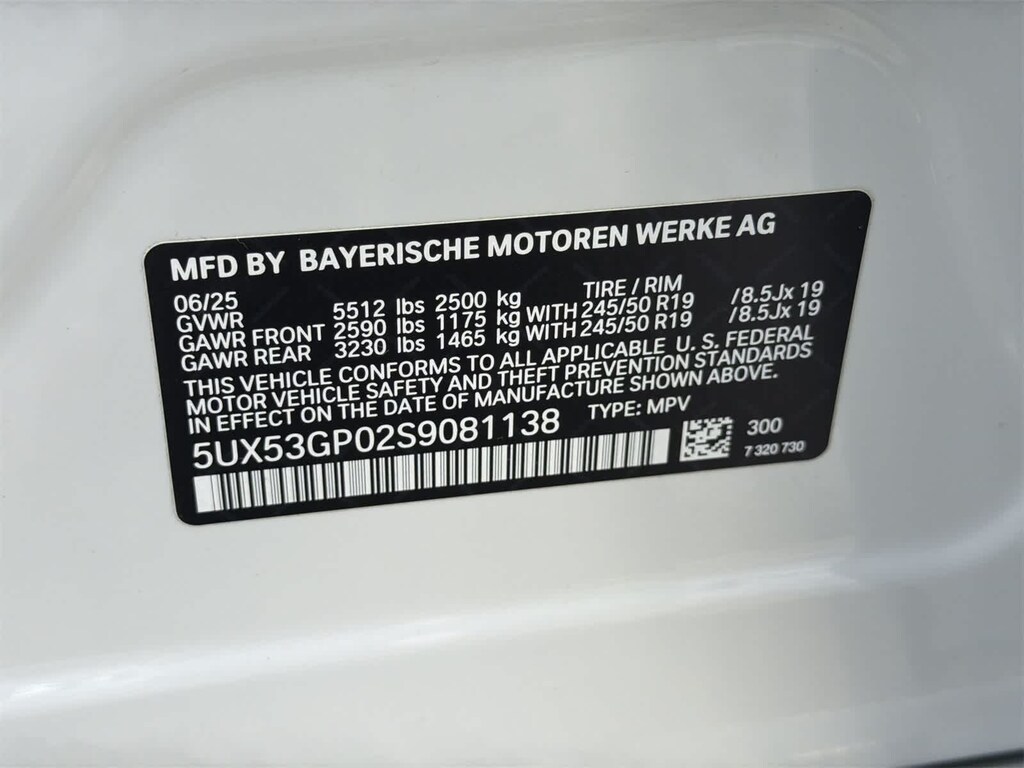 MFD BY BAYERISCHE MOTOREN WERKE AG
06/25 TIRE / RIM
GVWR 5512 lbs 2500 kg
GAWR FRONT 2590 lbs 1175 kg WITH 245/50 R19 /8.5Jx 19
GAWR REAR 3230 lbs 1465 kg WITH 245/50 R19 /8.5Jx 19
THIS VEHICLE CONFORMS TO ALL APPLICABLE U. S. FEDERAL
MOTOR VEHICLE SAFETY AND THEFT PREVENTION STANDARDS
IN EFFECT ON THE DATE OF MANUFACTURE SHOWN ABOVE.
5UX53GP02S9081138 TYPE: MPV
300
7 320 730